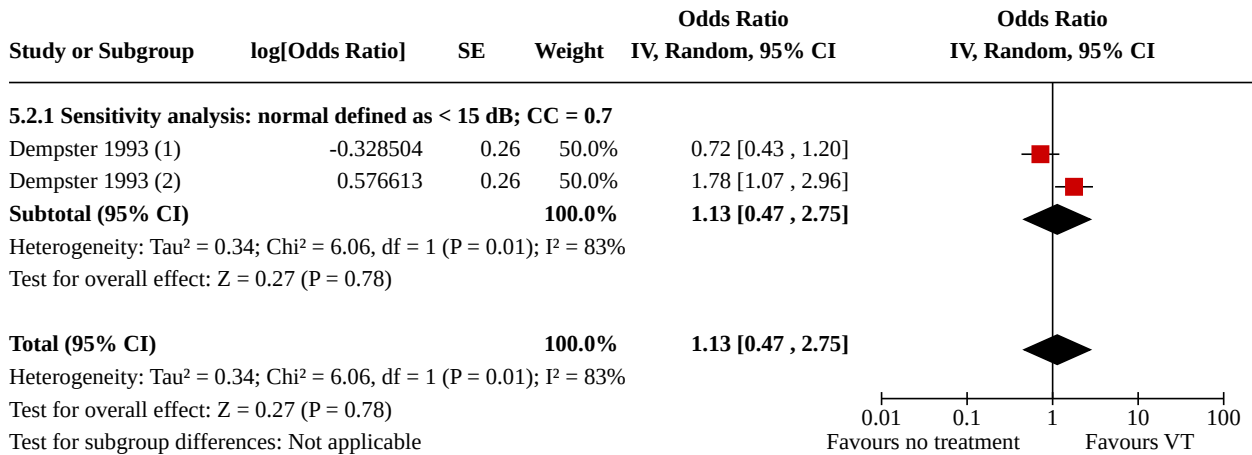 Odds Ratio Odds Ratio
Study or Subgroup log[Odds Ratio] SE Weight IV, Random, 95% CI IV, Random, 95% CI
5.2.1 Sensitivity analysis: normal defined as < 15 dB; CC = 0.7
Dempster 1993 (1) -0.328504 0.26 50.0% 0.72 [0.43 , 1.20]
Dempster 1993 (2) 0.576613 0.26 50.0% 1.78 [1.07 , 2.96]
Subtotal (95% CI) 100.0% 1.13 [0.47 , 2.75]
Heterogeneity: Tau² = 0.34; Chi² = 6.06, df = 1 (P = 0.01); I² = 83%
Test for overall effect: Z = 0.27 (P = 0.78)
Total (95% CI) 100.0% 1.13 [0.47 , 2.75]
Heterogeneity: Tau² = 0.34; Chi² = 6.06, df = 1 (P = 0.01); I² = 83%
Test for overall effect: Z = 0.27 (P = 0.78) 0.01 0.1 1 10 100
Test for subgroup differences: Not applicable Favours no treatment Favours VT